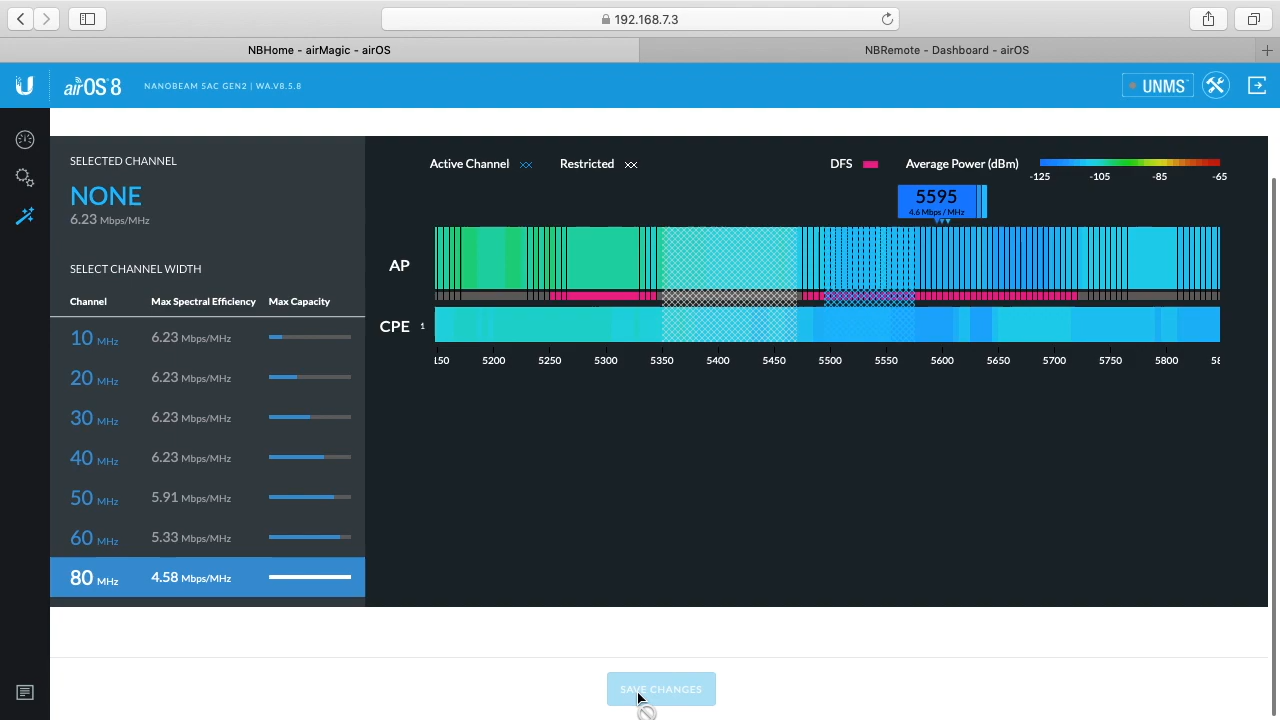 192.168.7.3
NBHome - airMagic - airOS
NBRemote - Dashboard - airOS
airOS 8
NANOBEAM 5AC GEN2 | WA.V8.5.8
UNMS
SELECTED CHANNEL
NONE
6.23 Mbps/MHz
SELECT CHANNEL WIDTH
Channel Max Spectral Efficiency Max Capacity
10 MHz 6.23 Mbps/MHz
20 MHz 6.23 Mbps/MHz
30 MHz 6.23 Mbps/MHz
40 MHz 6.23 Mbps/MHz
50 MHz 5.91 Mbps/MHz
60 MHz 5.33 Mbps/MHz
80 MHz 4.58 Mbps/MHz
Active Channel Restricted DFS Average Power (dBm)
-125 -105 -85 -65
5595
4.6 Mbps / MHz
AP
CPE 1
5200 5250 5300 5350 5400 5450 5500 5550 5600 5650 5700 5750 5800
SAVE CHANGES